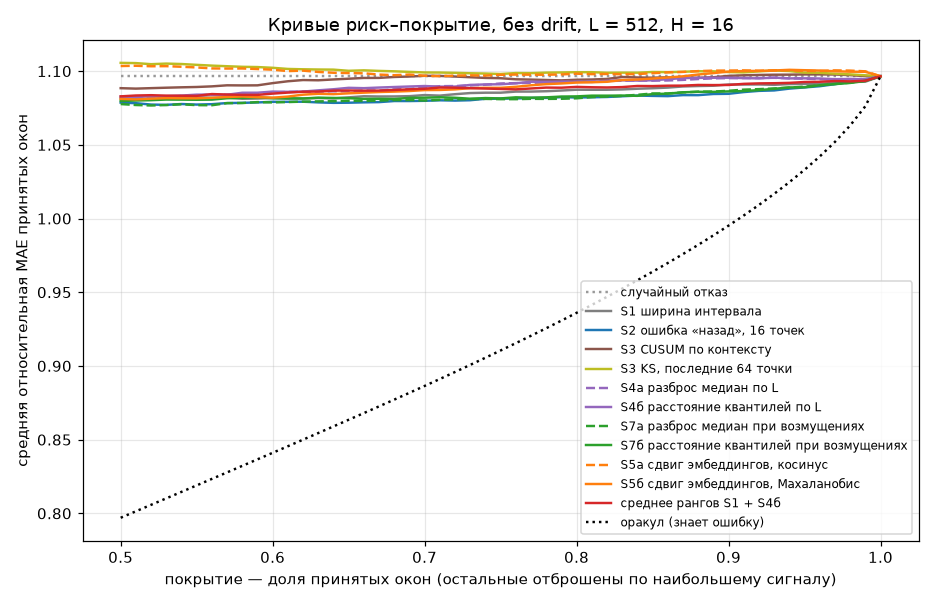 Кривые риск–покрытие, без drift, L = 512, H = 16
средняя относительная MAE принятых окон
1.10
1.05
1.00
0.95
0.90
0.85
0.80
случайный отказ
S1 ширина интервала
S2 ошибка «назад», 16 точек
S3 CUSUM по контексту
S3 KS, последние 64 точки
S4а разброс медиан по L
S4б расстояние квантилей по L
S7а разброс медиан при возмущениях
S7б расстояние квантилей при возмущениях
S5а сдвиг эмбеддингов, косинус
S5б сдвиг эмбеддингов, Махаланобис
среднее рангов S1 + S4б
оракул (знает ошибку)
0.5 0.6 0.7 0.8 0.9 1.0
покрытие — доля принятых окон (остальные отброшены по наибольшему сигналу)